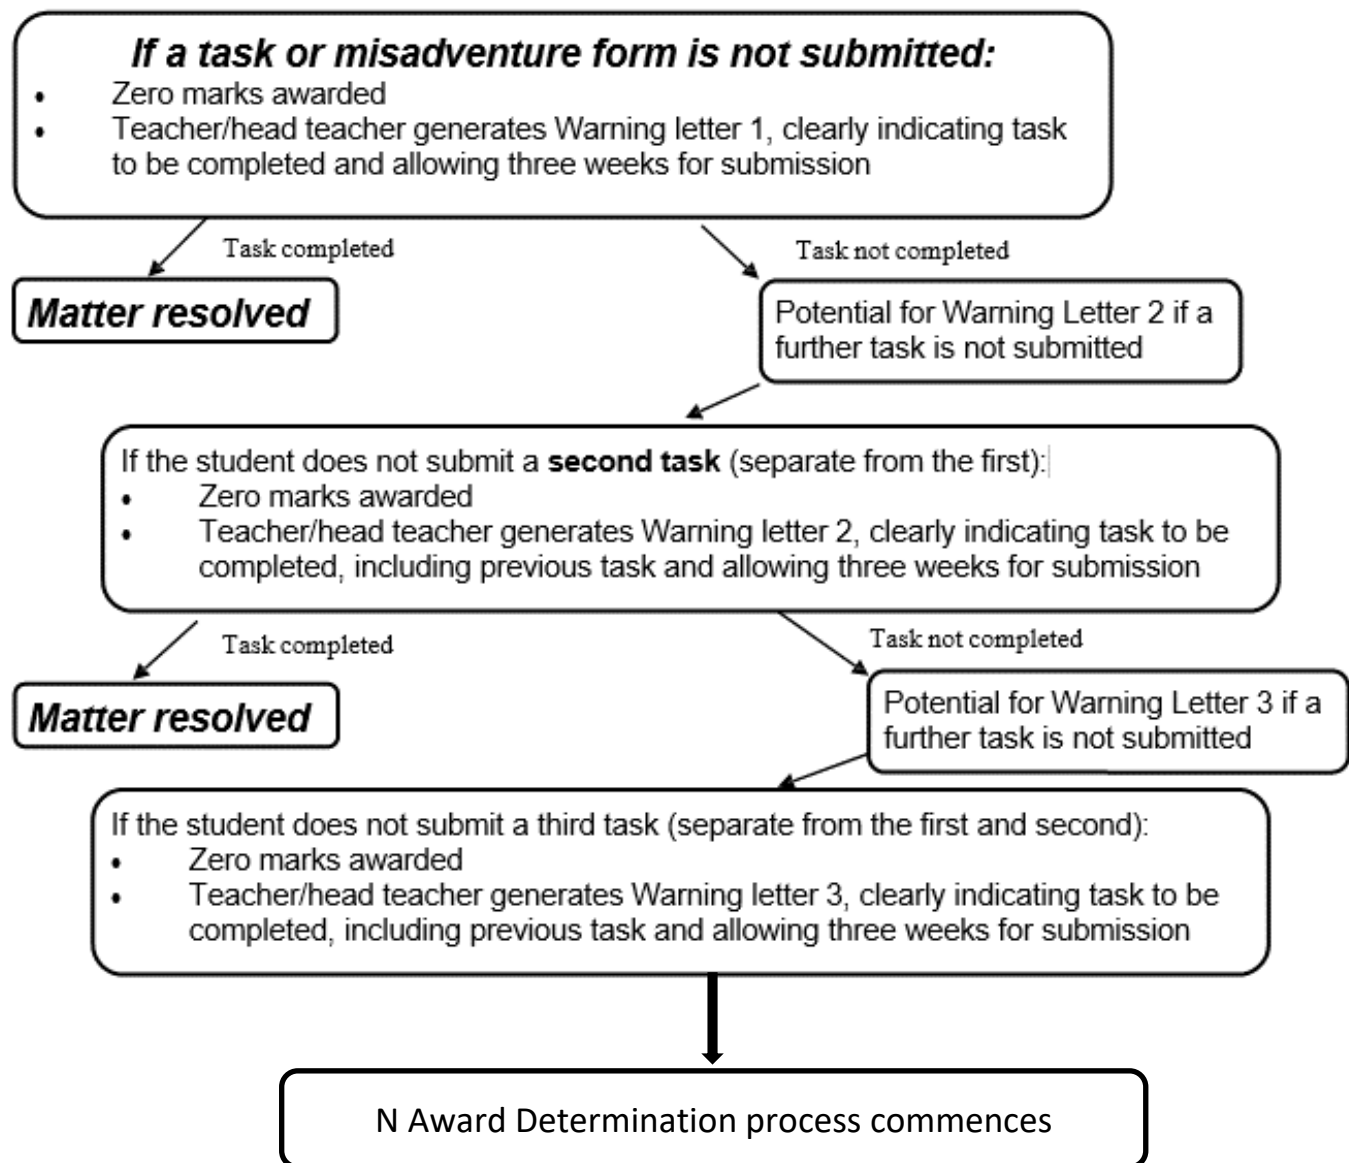 If a task or misadventure form is not submitted:
• Zero marks awarded
• Teacher/head teacher generates Warning letter 1, clearly indicating task
to be completed and allowing three weeks for submission
Task completed
Task not completed
Matter resolved
Potential for Warning Letter 2 if a
further task is not submitted
If the student does not submit a second task (separate from the first):
• Zero marks awarded
• Teacher/head teacher generates Warning letter 2, clearly indicating task to be
completed, including previous task and allowing three weeks for submission
Task completed
Task not completed
Matter resolved
Potential for Warning Letter 3 if a
further task is not submitted
If the student does not submit a third task (separate from the first and second):
• Zero marks awarded
• Teacher/head teacher generates Warning letter 3, clearly indicating task to be
completed, including previous task and allowing three weeks for submission
N Award Determination process commences